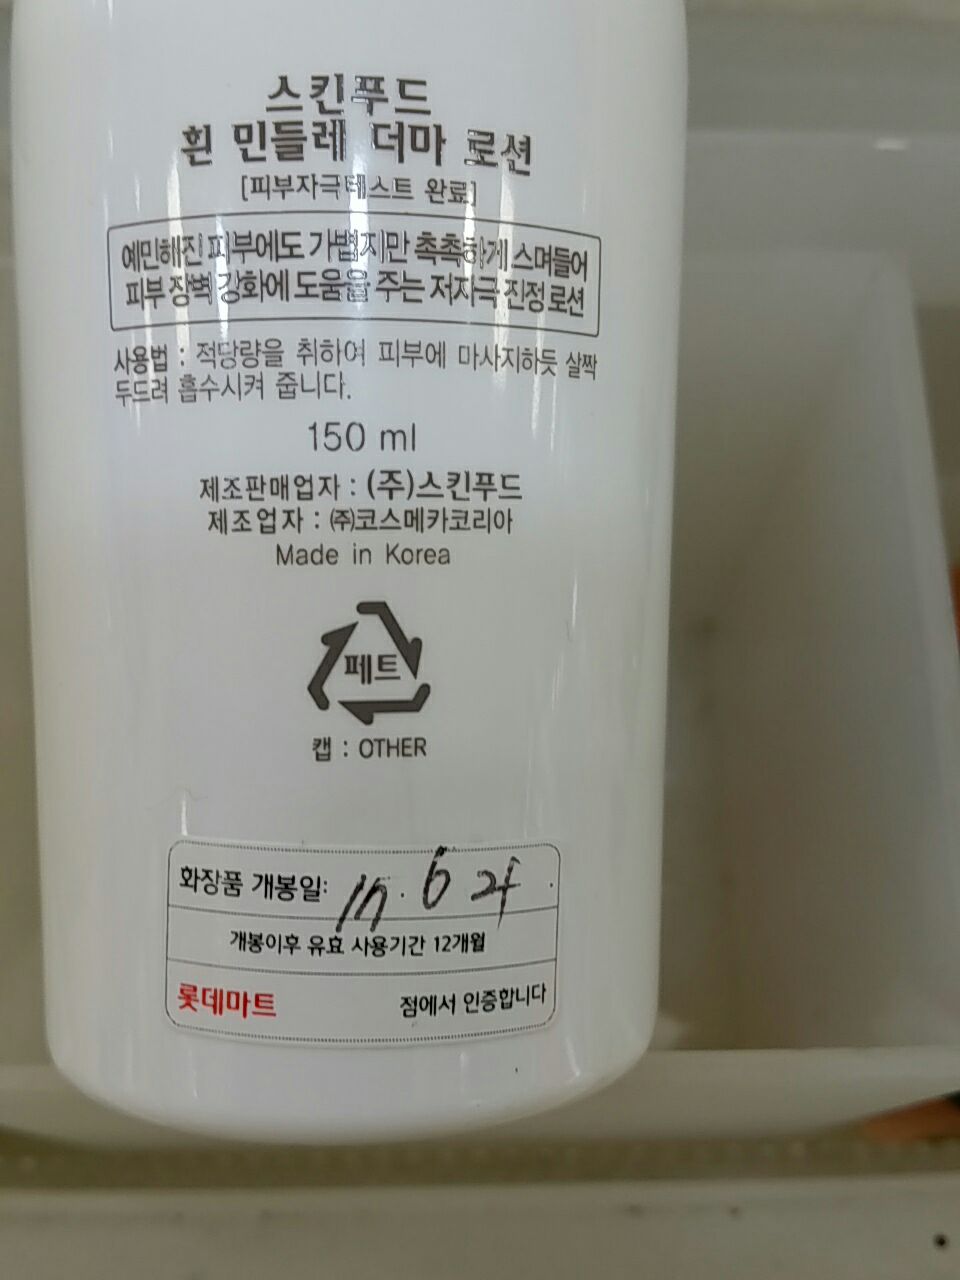 스킨푸드
흰 민들레 더마 로션
[피부자극테스트 완료]
예민해진 피부에도 가볍지만 촉촉하게 스며들어
피부 장벽 강화에 도움을 주는 저자극 진정 로션
사용법 : 적당량을 취하여 피부에 마사지하듯 살짝
두드려 흡수시켜 줍니다.
150 ml
제조판매업자 : (주)스킨푸드
제조업자 : ㈜코스메카코리아
Made in Korea
페트
캡 : OTHER
화장품 개봉일: 17. 6 24.
개봉이후 유효 사용기간 12개월
롯데마트 점에서 인증합니다